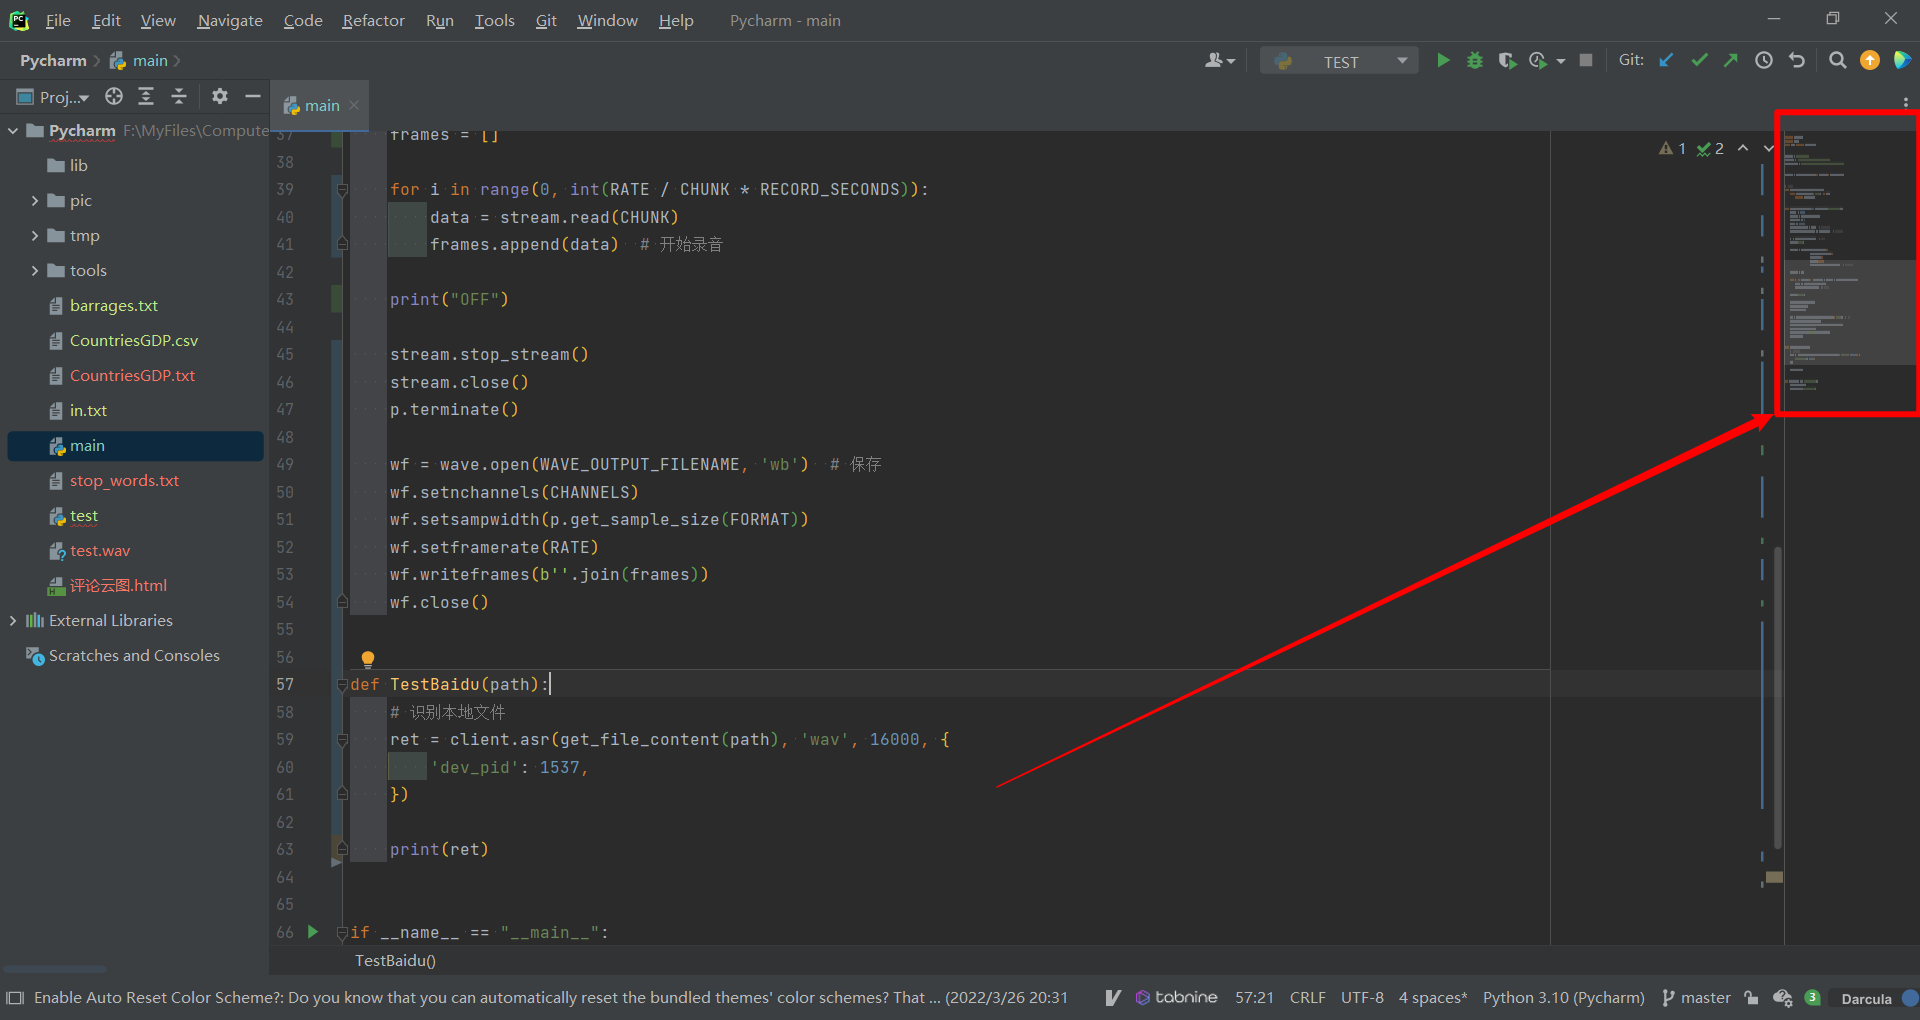 File Edit View Navigate Code Refactor Run Tools Git Window Help Pycharm - main
Pycharm main TEST Git:
Proj... main
Pycharm F:\MyFiles\Compute
lib
pic
tmp
tools
barrages.txt
CountriesGDP.csv
CountriesGDP.txt
in.txt
main
stop_words.txt
test
test.wav
评论云图.html
External Libraries
Scratches and Consoles
1 2
37 frames = []
38
39 for i in range(0, int(RATE / CHUNK * RECORD_SECONDS)):
40 data = stream.read(CHUNK)
41 frames.append(data) # 开始录音
42
43 print("OFF")
44
45 stream.stop_stream()
46 stream.close()
47 p.terminate()
48
49 wf = wave.open(WAVE_OUTPUT_FILENAME, 'wb') # 保存
50 wf.setnchannels(CHANNELS)
51 wf.setsampwidth(p.get_sample_size(FORMAT))
52 wf.setframerate(RATE)
53 wf.writeframes(b''.join(frames))
54 wf.close()
55
56
57 def TestBaidu(path):
58 # 识别本地文件
59 ret = client.asr(get_file_content(path), 'wav', 16000, {
60 'dev_pid': 1537,
61 })
62
63 print(ret)
64
65
66 if __name__ == "__main__":
TestBaidu()
Enable Auto Reset Color Scheme?: Do you know that you can automatically reset the bundled themes' color schemes? That ... (2022/3/26 20:31 tabnine 57:21 CRLF UTF-8 4 spaces* Python 3.10 (Pycharm) master 3 Darcula